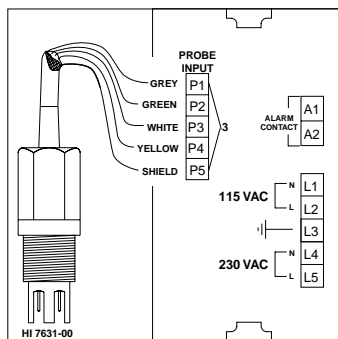 PROBE
INPUT
GREY P1
GREEN P2
WHITE P3
YELLOW P4
SHIELD P5
3
ALARM
CONTACT
A1
A2
115 VAC
N L1
L L2
L3
230 VAC
N L4
L L5
HI 7631-00